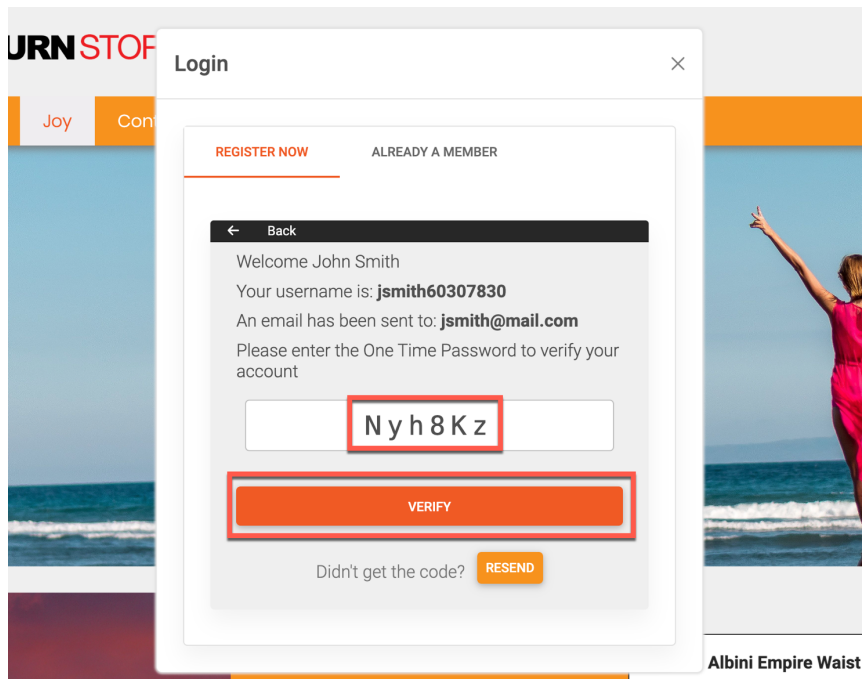 URN STOR
Login
Joy
REGISTER NOW ALREADY A MEMBER
Back
Welcome John Smith
Your username is: jsmith60307830
An email has been sent to: jsmith@mail.com
Please enter the One Time Password to verify your
account
Nyh8Kz
VERIFY
Didn't get the code? RESEND
Albini Empire Waist